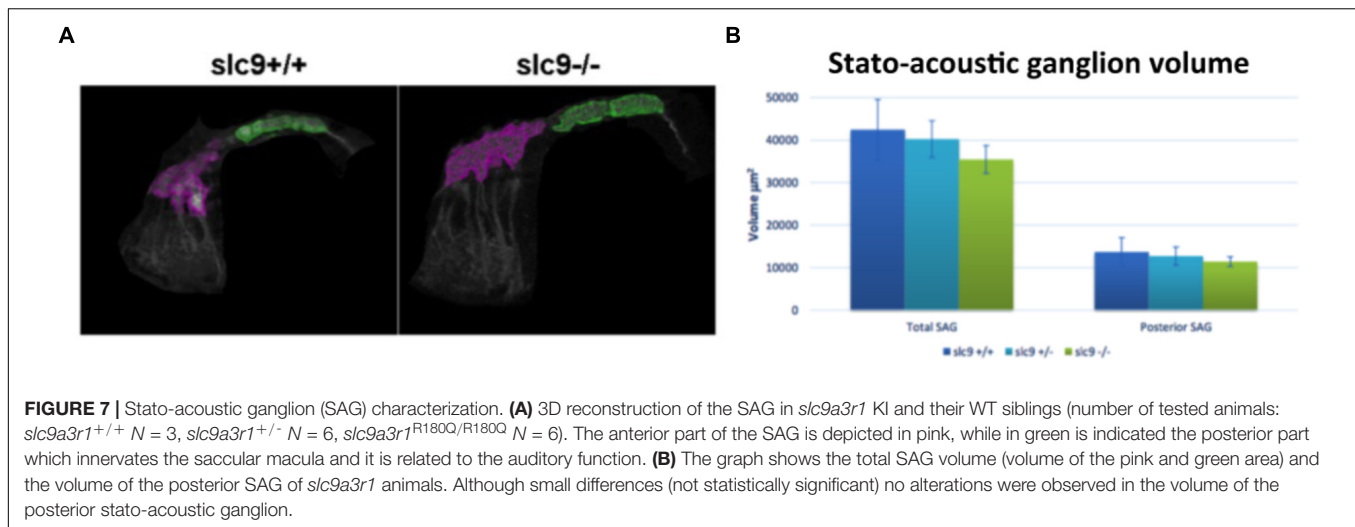 A
slc9+/+
slc9-/-
B
Stato-acoustic ganglion volume
Volume µm²
50000
40000
30000
20000
10000
0
Total SAG
Posterior SAG
slc9 +/+
slc9 +/-
slc9 -/-
FIGURE 7 | Stato-acoustic ganglion (SAG) characterization. (A) 3D reconstruction of the SAG in slc9a3r1 KI and their WT siblings (number of tested animals:
slc9a3r1+/+ N = 3, slc9a3r1+/- N = 6, slc9a3r1R180Q/R180Q N = 6). The anterior part of the SAG is depicted in pink, while in green is indicated the posterior part
which innervates the saccular macula and it is related to the auditory function. (B) The graph shows the total SAG volume (volume of the pink and green area) and
the volume of the posterior SAG of slc9a3r1 animals. Although small differences (not statistically significant) no alterations were observed in the volume of the
posterior stato-acoustic ganglion.